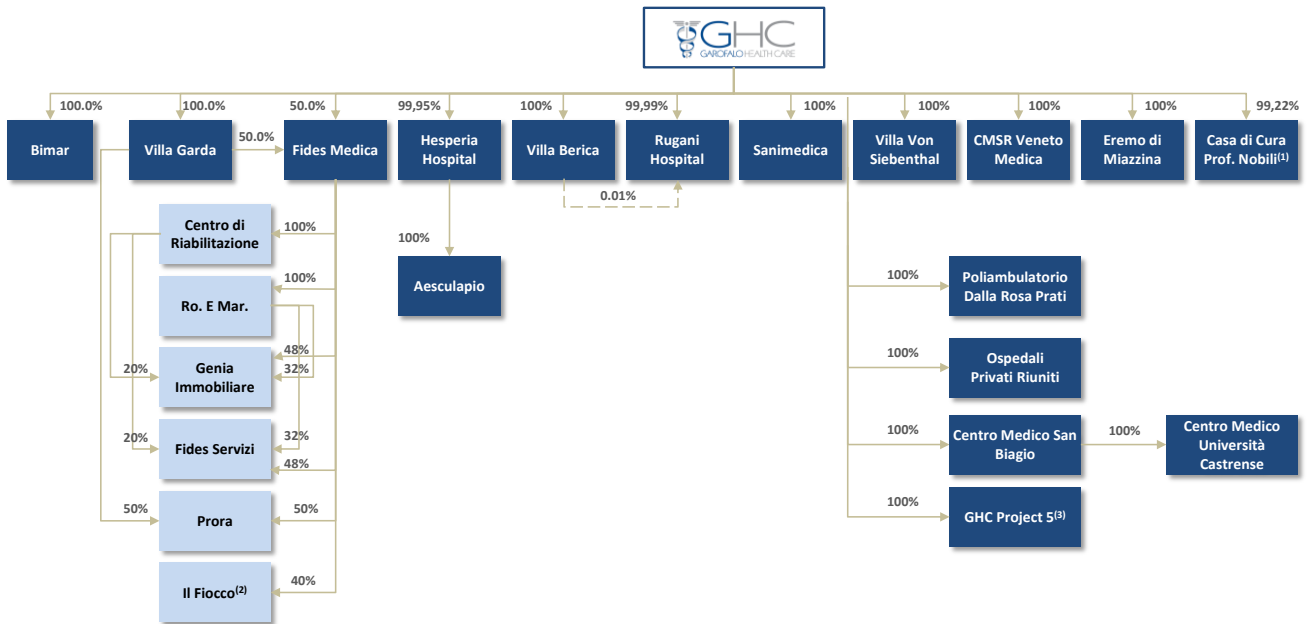 GHC
GAROFALO HEALTH CARE
100.0%
100.0%
50.0%
99,95%
100%
99,99%
100%
100%
100%
100%
99,22%
Bimar
Villa Garda
50.0%
Fides Medica
Hesperia
Hospital
Villa Berica
Rugani
Hospital
Sanimedica
Villa Von
Siebenthal
CMSR Veneto
Medica
Eremo di
Miazzina
Casa di Cura
Prof. Nobili(1)
0.01%
Centro di
Riabilitazione
100%
100%
Aesculapio
100%
Ro. E Mar.
100%
Poliambulatorio
Dalla Rosa Prati
20%
Genia
Immobiliare
48%
32%
100%
Ospedali
Privati Riuniti
20%
Fides Servizi
32%
48%
100%
Centro Medico San
Biagio
100%
Centro Medico
Università
Castrense
50%
Prora
50%
100%
GHC Project 5(3)
Il Fiocco(2)
40%